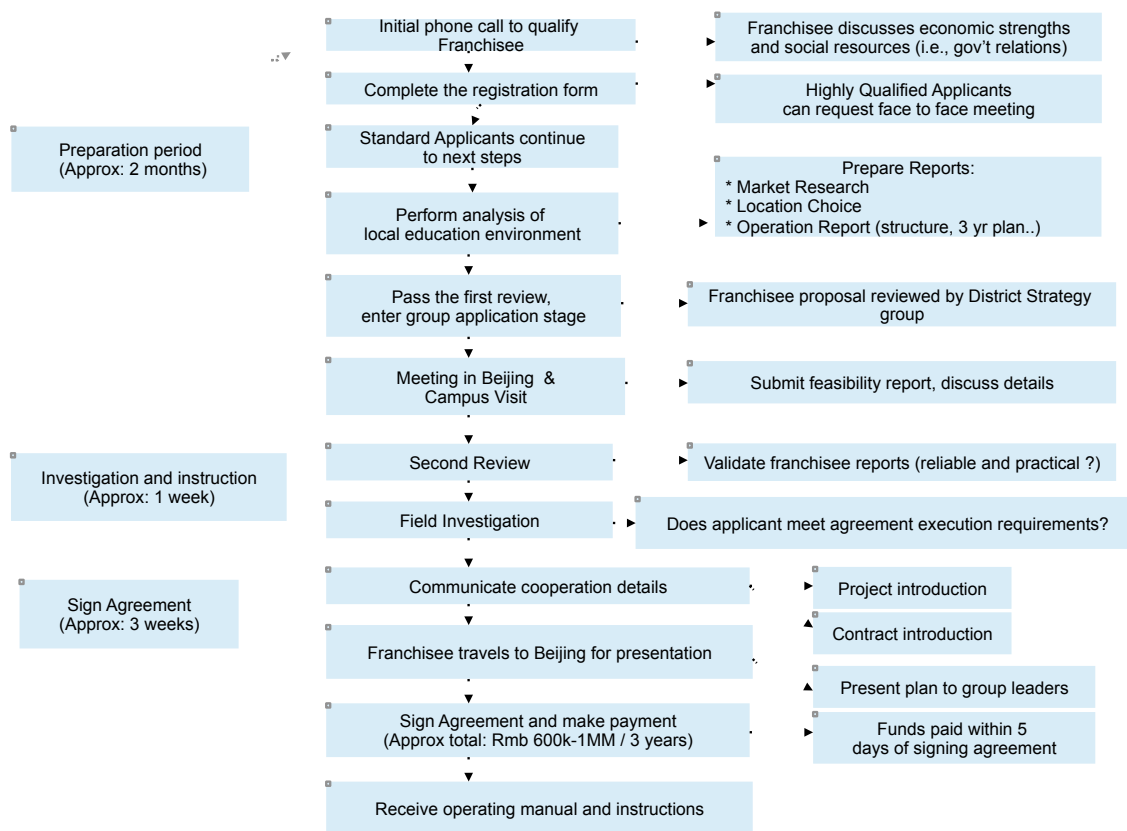 Initial phone call to qualify
Franchisee
Franchisee discusses economic strengths
and social resources (i.e., gov't relations)
Complete the registration form
Highly Qualified Applicants
can request face to face meeting
Preparation period
(Approx: 2 months)
Standard Applicants continue
to next steps
Prepare Reports:
* Market Research
* Location Choice
* Operation Report (structure, 3 yr plan..)
Perform analysis of
local education environment
Pass the first review,
enter group application stage
Franchisee proposal reviewed by District Strategy
group
Meeting in Beijing &
Campus Visit
Submit feasibility report, discuss details
Investigation and instruction
(Approx: 1 week)
Second Review
Validate franchisee reports (reliable and practical ?)
Field Investigation
Does applicant meet agreement execution requirements?
Sign Agreement
(Approx: 3 weeks)
Communicate cooperation details
Project introduction
Contract introduction
Franchisee travels to Beijing for presentation
Present plan to group leaders
Sign Agreement and make payment
(Approx total: Rmb 600k-1MM / 3 years)
Funds paid within 5
days of signing agreement
Receive operating manual and instructions